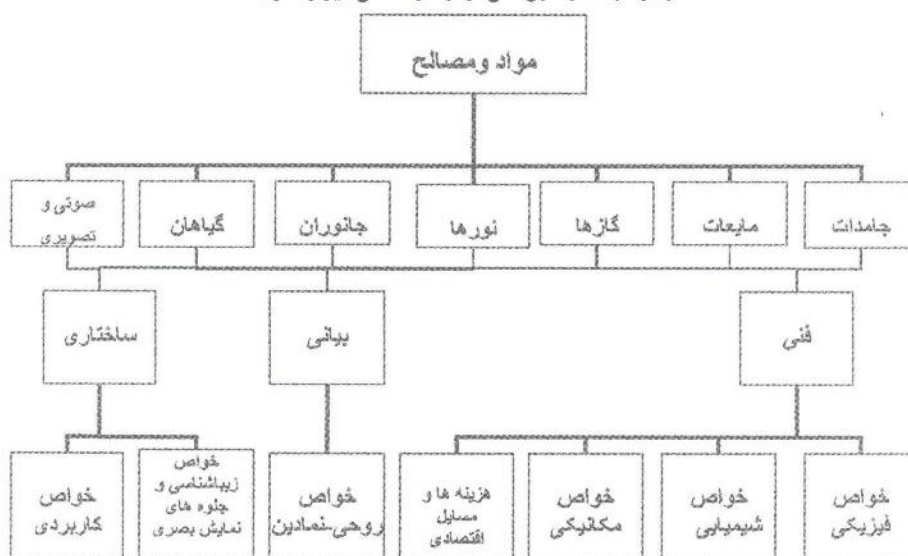 مواد ومصالح
جامدات
مایعات
گازها
نورها
جانوران
گیاهان
صوتی و
تصویری
فنی
بیانی
ساختاری
خواص
فیزیکی
خواص
شیمیایی
خواص
مکانیکی
هزینه ها و
مسایل
اقتصادی
خواص
روحی-نمادین
خواص
زیباشناسی و
جلوه های
نمایش بصری
خواص
کاربردی